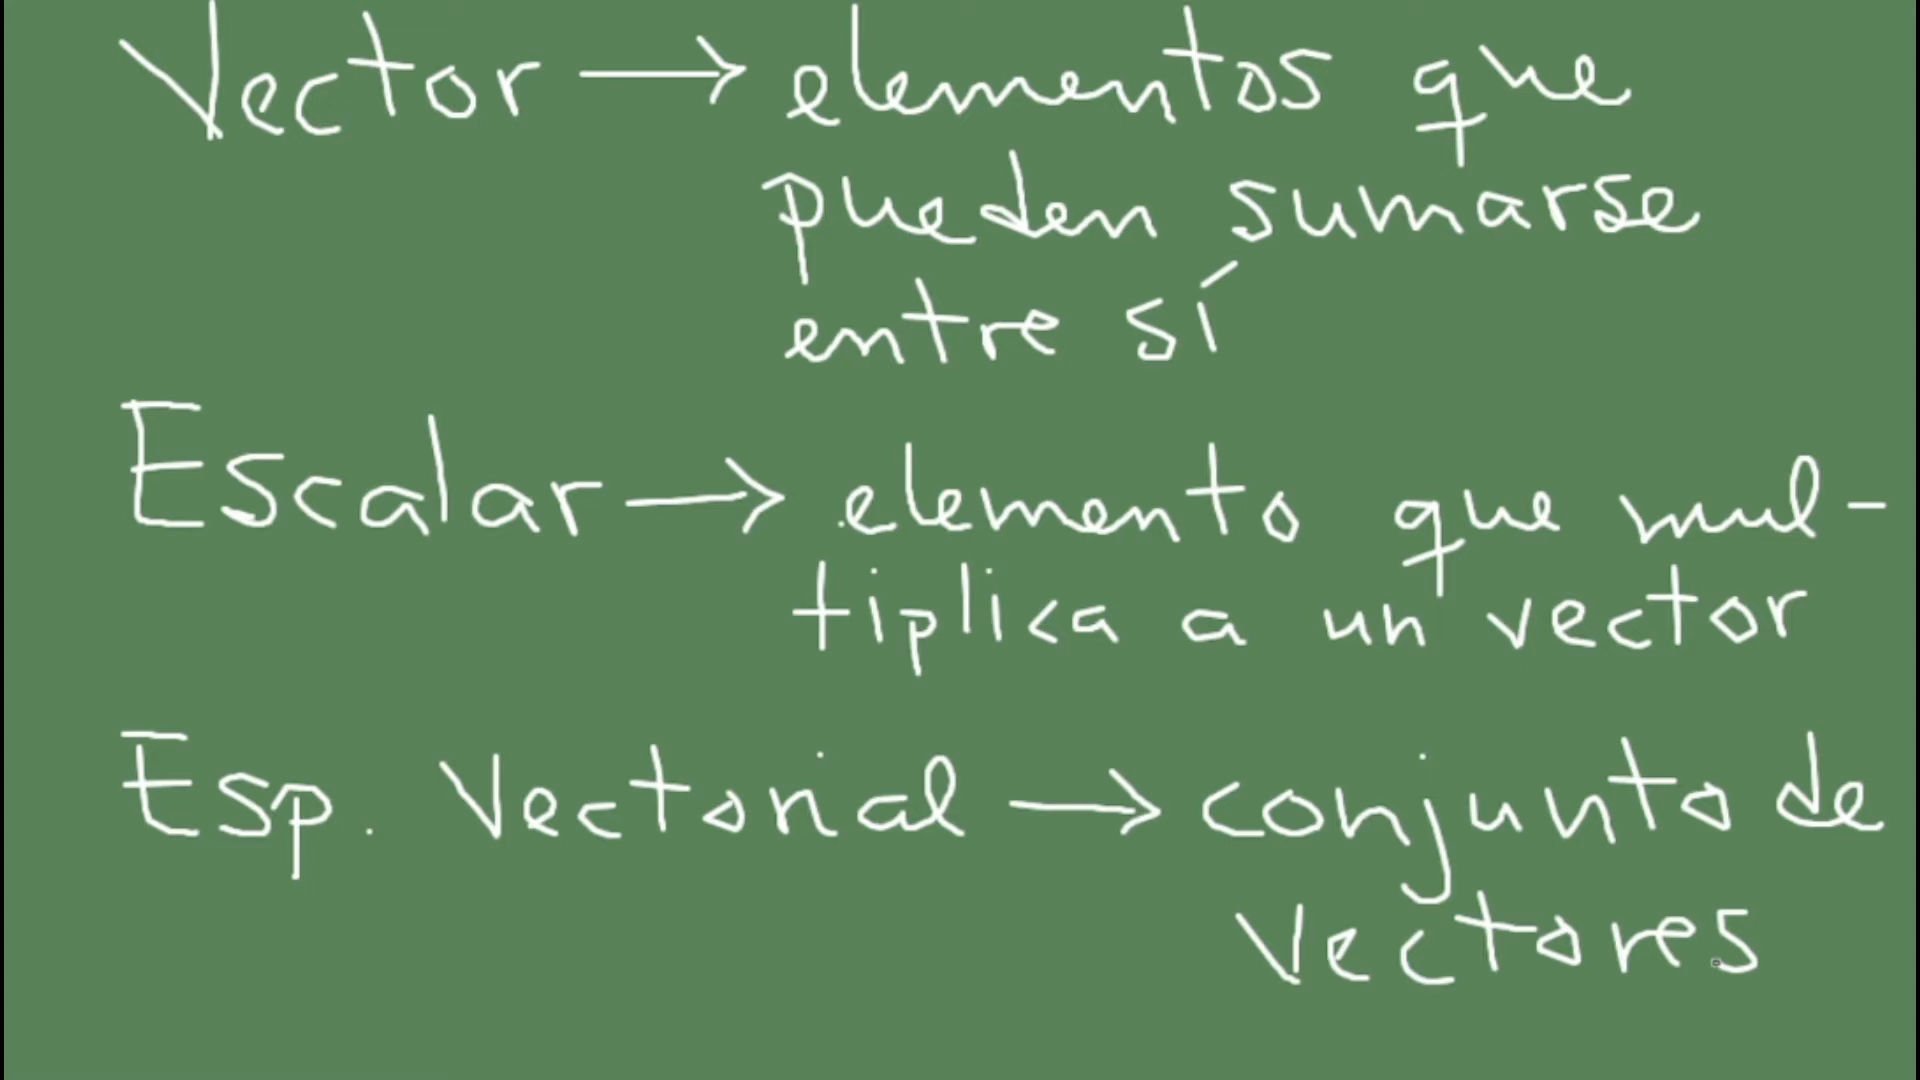 Vector → elementos que
pueden sumarse
entre sí
Escalar → elemento que mul-
tiplica a un vector
Esp. Vectorial → conjunto de
Vectores